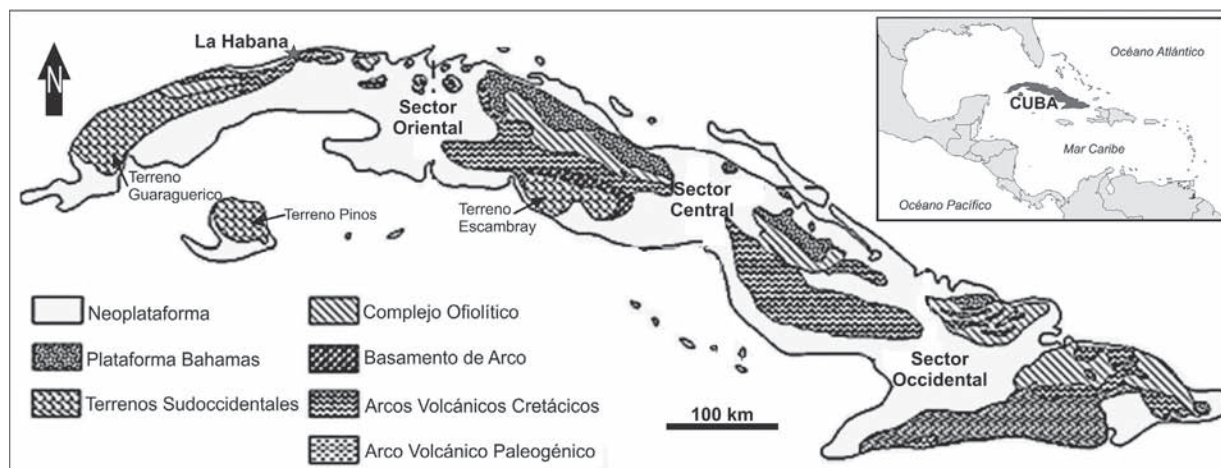 La Habana
N
Sector
Oriental
Terreno
Guaraguerico
Terreno Pinos
Terreno
Escambray
Sector
Central
Sector
Occidental
100 km
Océano Atlántico
CUBA
Mar Caribe
Océano Pacífico
Neoplataforma
Plataforma Bahamas
Terrenos Sudoccidentales
Complejo Ofiolítico
Basamento de Arco
Arcos Volcánicos Cretácicos
Arco Volcánico Paleogénico